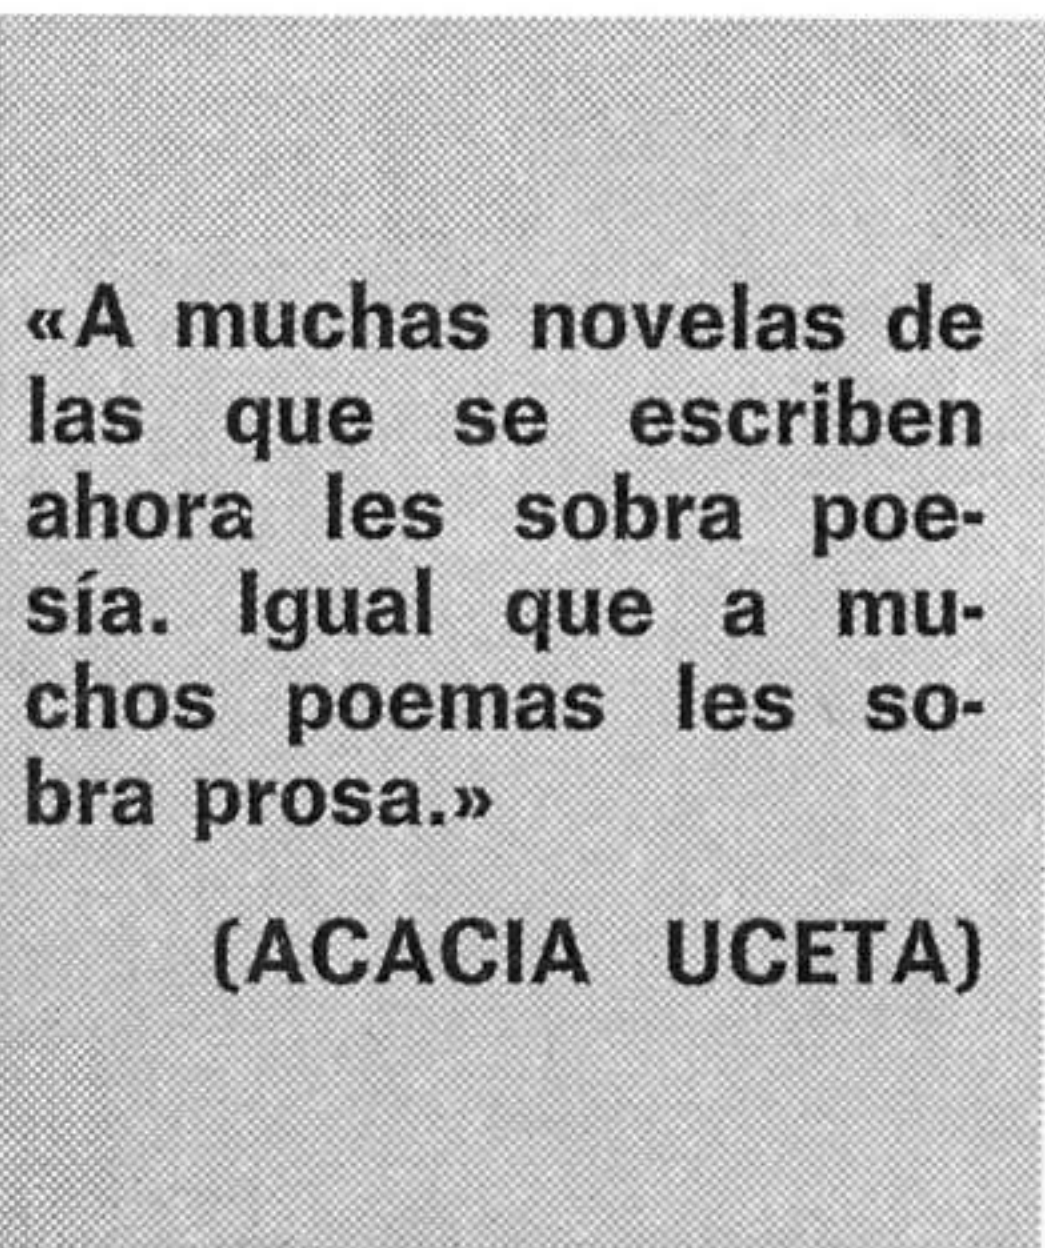 «A muchas novelas de
las que se escriben
ahora les sobra poe-
sía. Igual que a mu-
chos poemas les so-
bra prosa.»
(ACACIA UCETA)